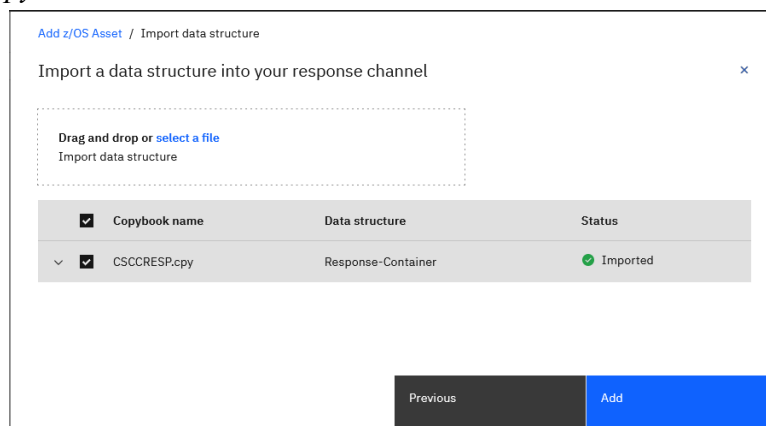 Add z/OS Asset / Import data structure
Import a data structure into your response channel
Drag and drop or select a file
Import data structure
Copybook name Data structure Status
CSCCRESP.cpy Response-Container Imported
Previous Add